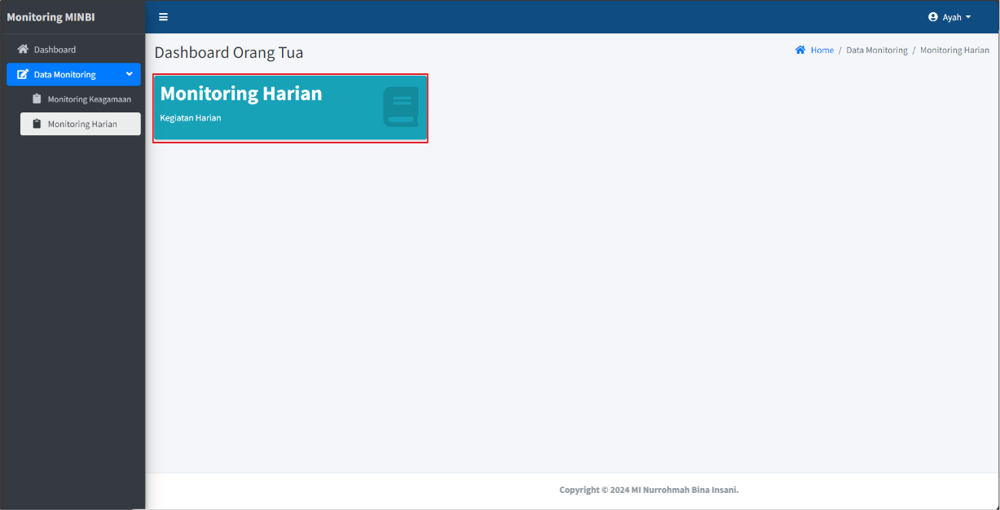 Monitoring MINBI
Ayah
Dashboard
Data Monitoring
Monitoring Keagamaan
Monitoring Harian
Dashboard Orang Tua
Home / Data Monitoring / Monitoring Harian
Monitoring Harian
Kegiatan Harian
Copyright © 2024 MI Nurrohmah Bina Insani.